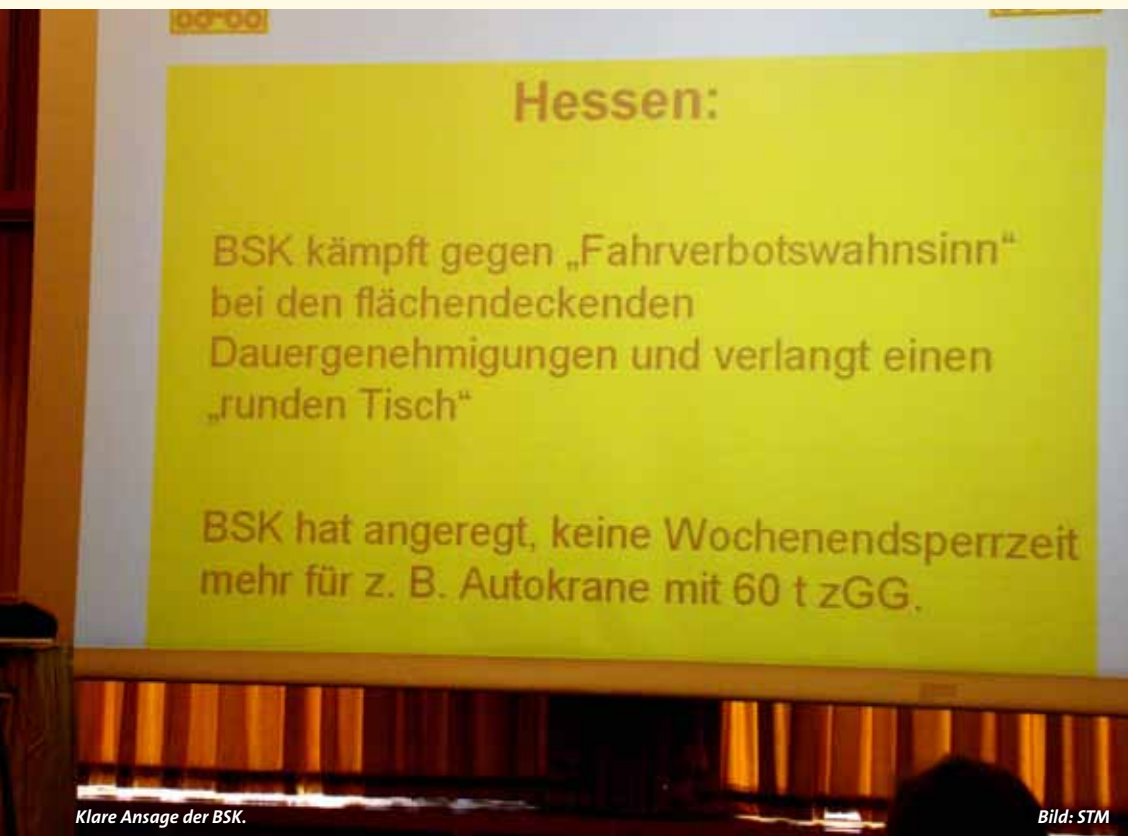 Hessen:
BSK kämpft gegen „Fahrverbotswahnsinn“
bei den flächendeckenden
Dauergenehmigungen und verlangt einen
„runden Tisch“
BSK hat angeregt, keine Wochenendsperrzeit
mehr für z. B. Autokrane mit 60 t zGG.
Klare Ansage der BSK.
Bild: STM